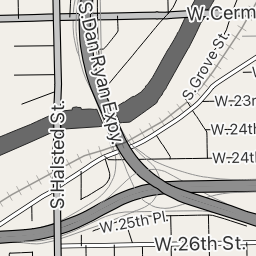 S. Dan Ryan Expy.
W. Cerm
S. Grove St.
W. 23r
W. 24th
W. 24th
S. Halsted St.
W. 25th Pl.
W. 26th St.